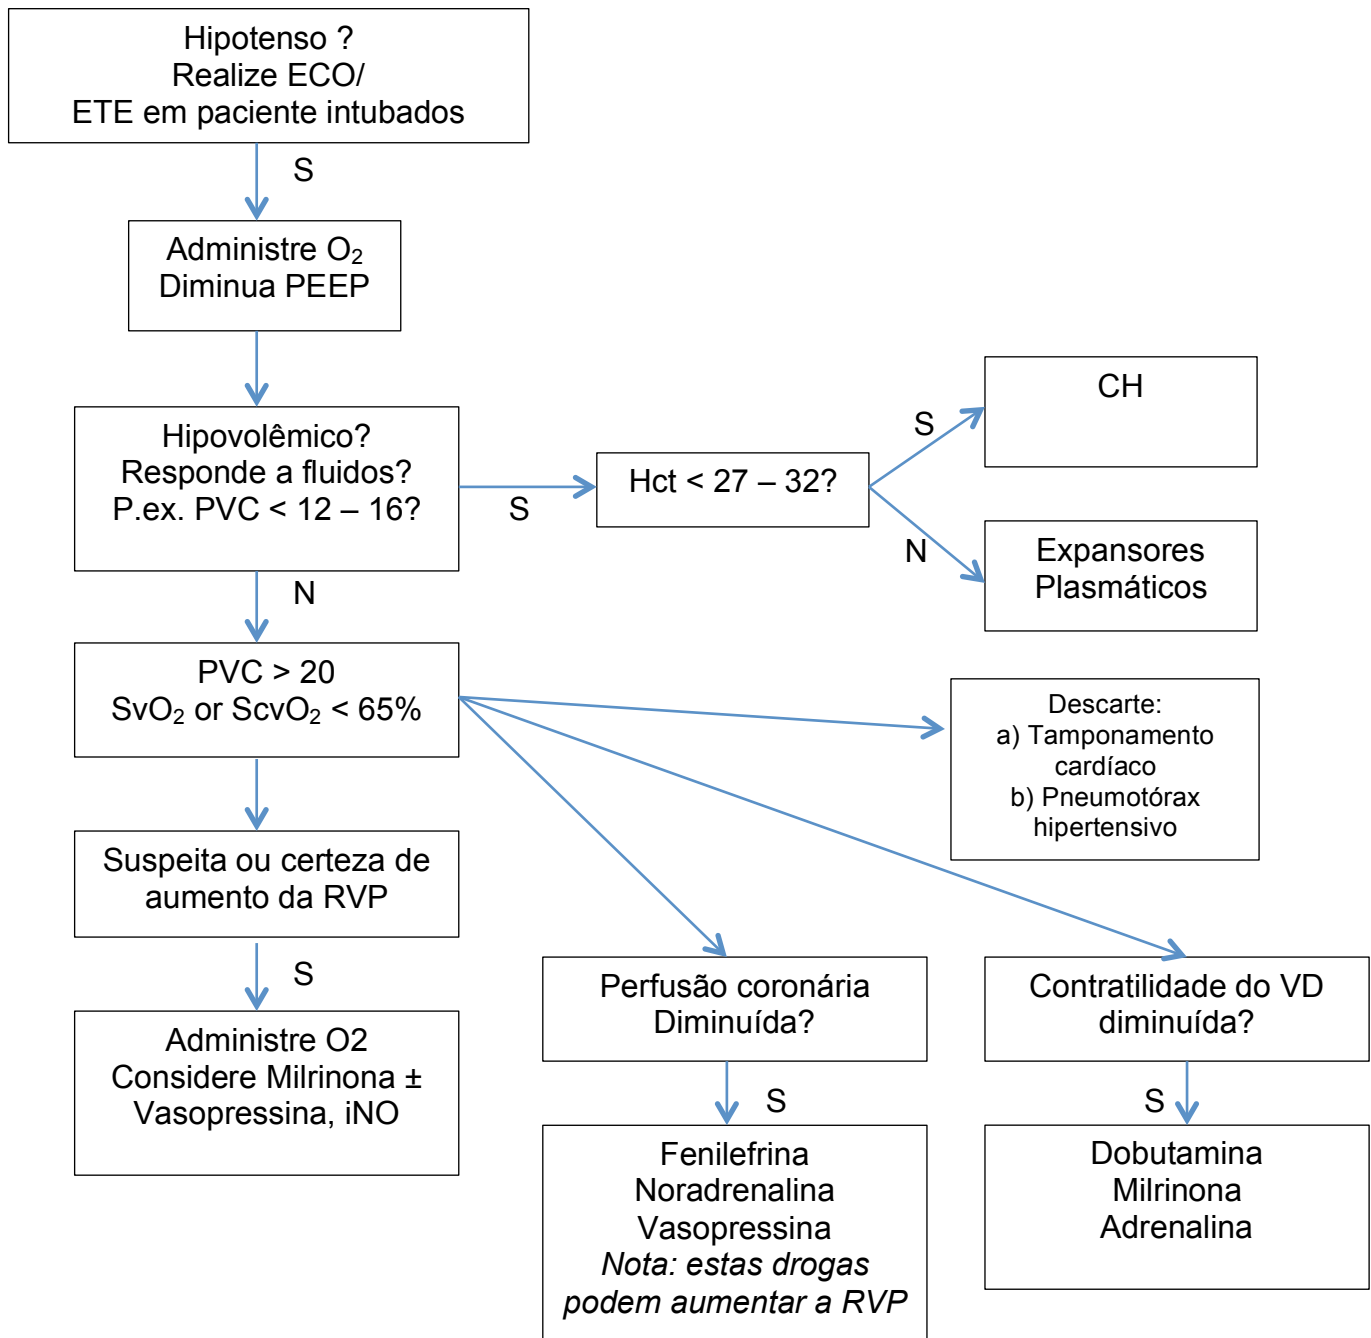 Hipotenso ?
Realize ECO/
ETE em paciente intubados
S
Administre O₂
Diminua PEEP
Hipovolêmico?
Responde a fluidos?
P.ex. PVC < 12 – 16?
S
Hct < 27 – 32?
S
CH
N
Expansores
Plasmáticos
N
PVC > 20
SvO₂ or ScvO₂ < 65%
Descarte:
a) Tamponamento
cardíaco
b) Pneumotórax
hipertensivo
Suspeita ou certeza de
aumento da RVP
S
Administre O2
Considere Milrinona ±
Vasopressina, iNO
Perfusão coronária
Diminuída?
S
Fenilefrina
Noradrenalina
Vasopressina
Nota: estas drogas
podem aumentar a RVP
Contratilidade do VD
diminuída?
S
Dobutamina
Milrinona
Adrenalina